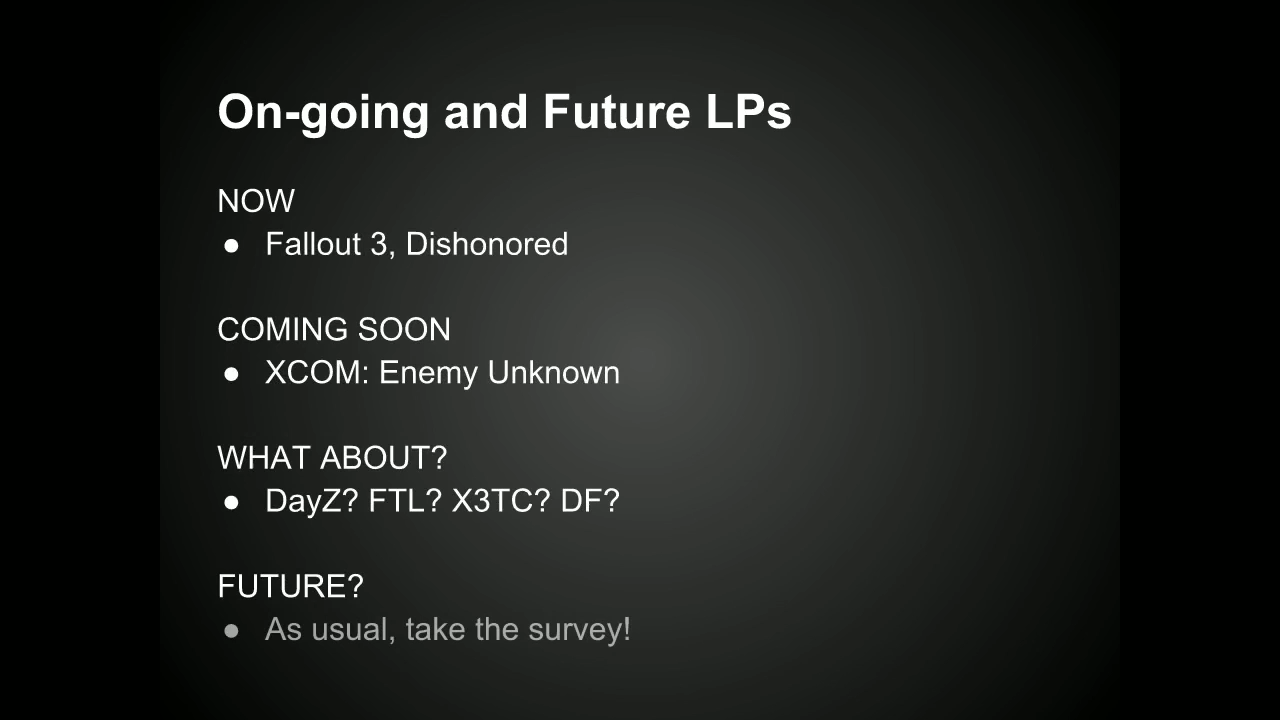 On-going and Future LPs
NOW
● Fallout 3, Dishonored
COMING SOON
● XCOM: Enemy Unknown
WHAT ABOUT?
● DayZ? FTL? X3TC? DF?
FUTURE?
● As usual, take the survey!